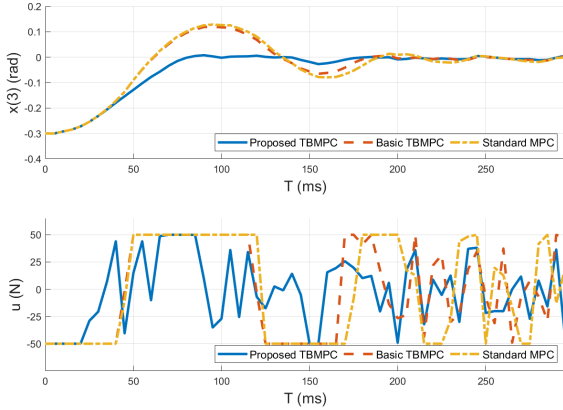 0.2
0.1
0
-0.1
-0.2
-0.3
-0.4
x(3) (rad)
Proposed TBMPC Basic TBMPC Standard MPC
0 50 100 150 200 250
T (ms)
50
25
0
-25
-50
u (N)
Proposed TBMPC Basic TBMPC Standard MPC
0 50 100 150 200 250
T (ms)